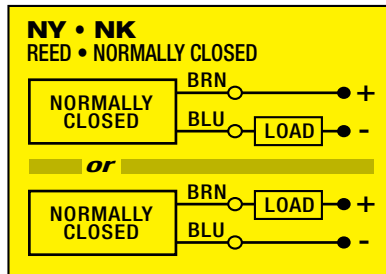 NY • NK
REED • NORMALLY CLOSED
NORMALLY
CLOSED
BRN
+
BLU
LOAD
-
or
NORMALLY
CLOSED
BRN
LOAD
+
BLU
-